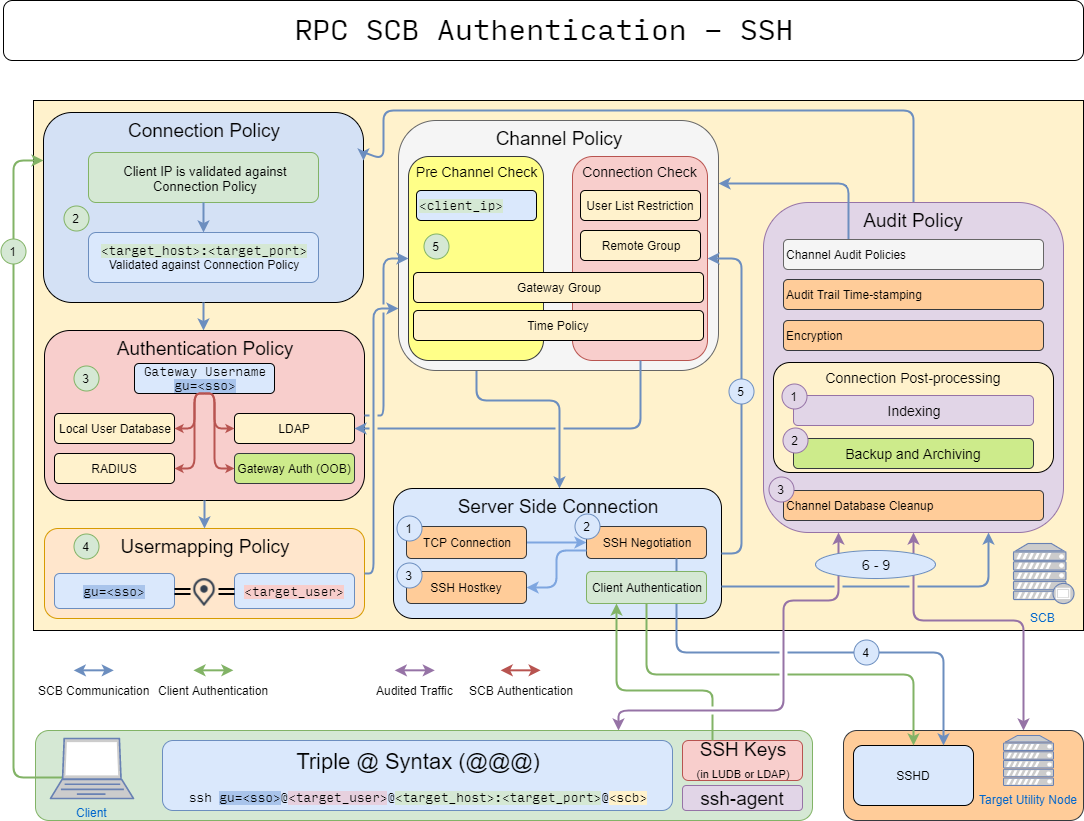 RPC SCB Authentication – SSH
Connection Policy
Client IP is validated against
Connection Policy
2
<target_host>:<target_port>
Validated against Connection Policy
1
Authentication Policy
3
Gateway Username
gu=<sso>
Local User Database
LDAP
RADIUS
Gateway Auth (OOB)
4
Usermapping Policy
gu=<sso>
<target_user>
Channel Policy
Pre Channel Check
<client_ip>
5
Connection Check
User List Restriction
Remote Group
Gateway Group
Time Policy
5
Server Side Connection
1
TCP Connection
2
SSH Negotiation
3
SSH Hostkey
Client Authentication
Audit Policy
Channel Audit Policies
Audit Trail Time-stamping
Encryption
Connection Post-processing
1
Indexing
2
Backup and Archiving
3
Channel Database Cleanup
6 - 9
SCB
4
SCB Communication
Client Authentication
Audited Traffic
SCB Authentication
Client
Triple @ Syntax (@@@)
ssh gu=<sso>@<target_user>@<target_host>:<target_port>@<scb>
SSH Keys
(in LUDB or LDAP)
ssh-agent
SSHD
Target Utility Node